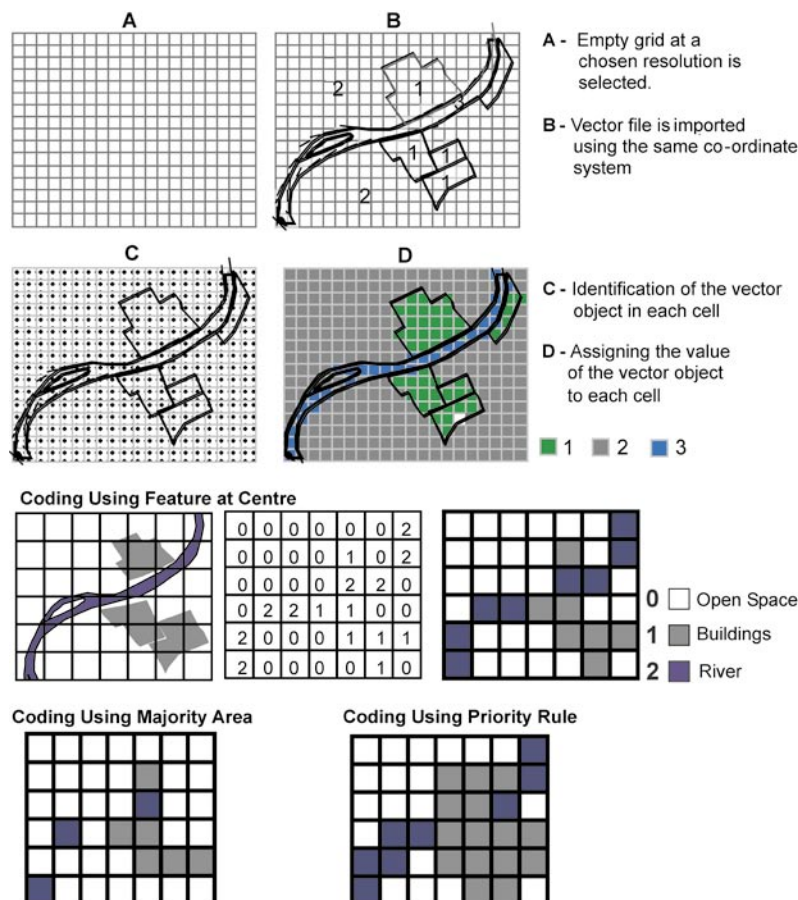 A
B
A - Empty grid at a
chosen resolution is
selected.
B - Vector file is imported
using the same co-ordinate
system
2
1
3
1
1
1
2
C
D
C - Identification of the vector
object in each cell
D - Assigning the value
of the vector object
to each cell
1 2 3
Coding Using Feature at Centre
0 0 0 0 0 0 2
0 0 0 0 1 0 2
0 0 0 0 2 2 0
0 2 2 1 1 0 0
2 0 0 0 1 1 1
2 0 0 0 0 1 0
0 Open Space
1 Buildings
2 River
Coding Using Majority Area
Coding Using Priority Rule